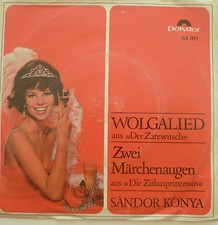 Polydor
WOLGALIED
aus »Der Zarewitsch«
Zwei
Märchenaugen
aus »Die Zirkusprinzessin«
SÁNDOR KÓNYA